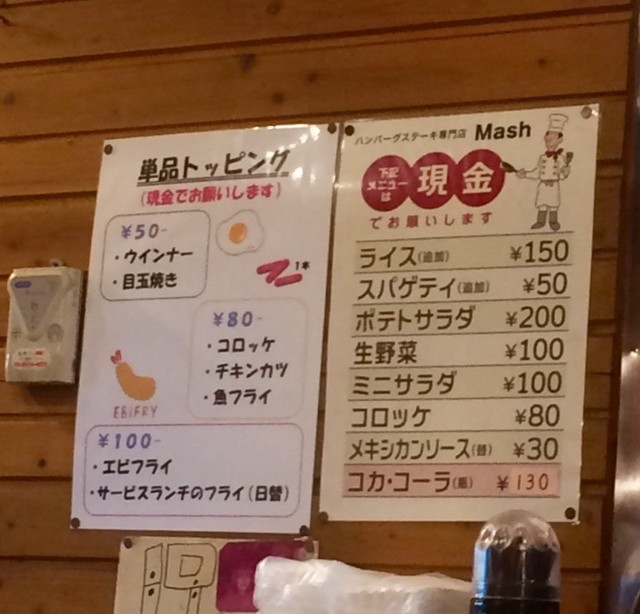 単品トッピング
(現金でお願いします)
¥50-
・ウインナー
・目玉焼き
1本
¥80-
・コロッケ
・チキンカツ
・魚フライ
EBIFRY
¥100-
・エビフライ
・サービスランチのフライ(日替)
ハンバーグステーキ専門店 Mash
下記
メニュー
は
現金
でお願いします
ライス(追加) ¥150
スパゲティ(追加) ¥50
ポテトサラダ ¥200
生野菜 ¥100
ミニサラダ ¥100
コロッケ ¥80
メキシカンソース(替) ¥30
コカ・コーラ(瓶) ¥130